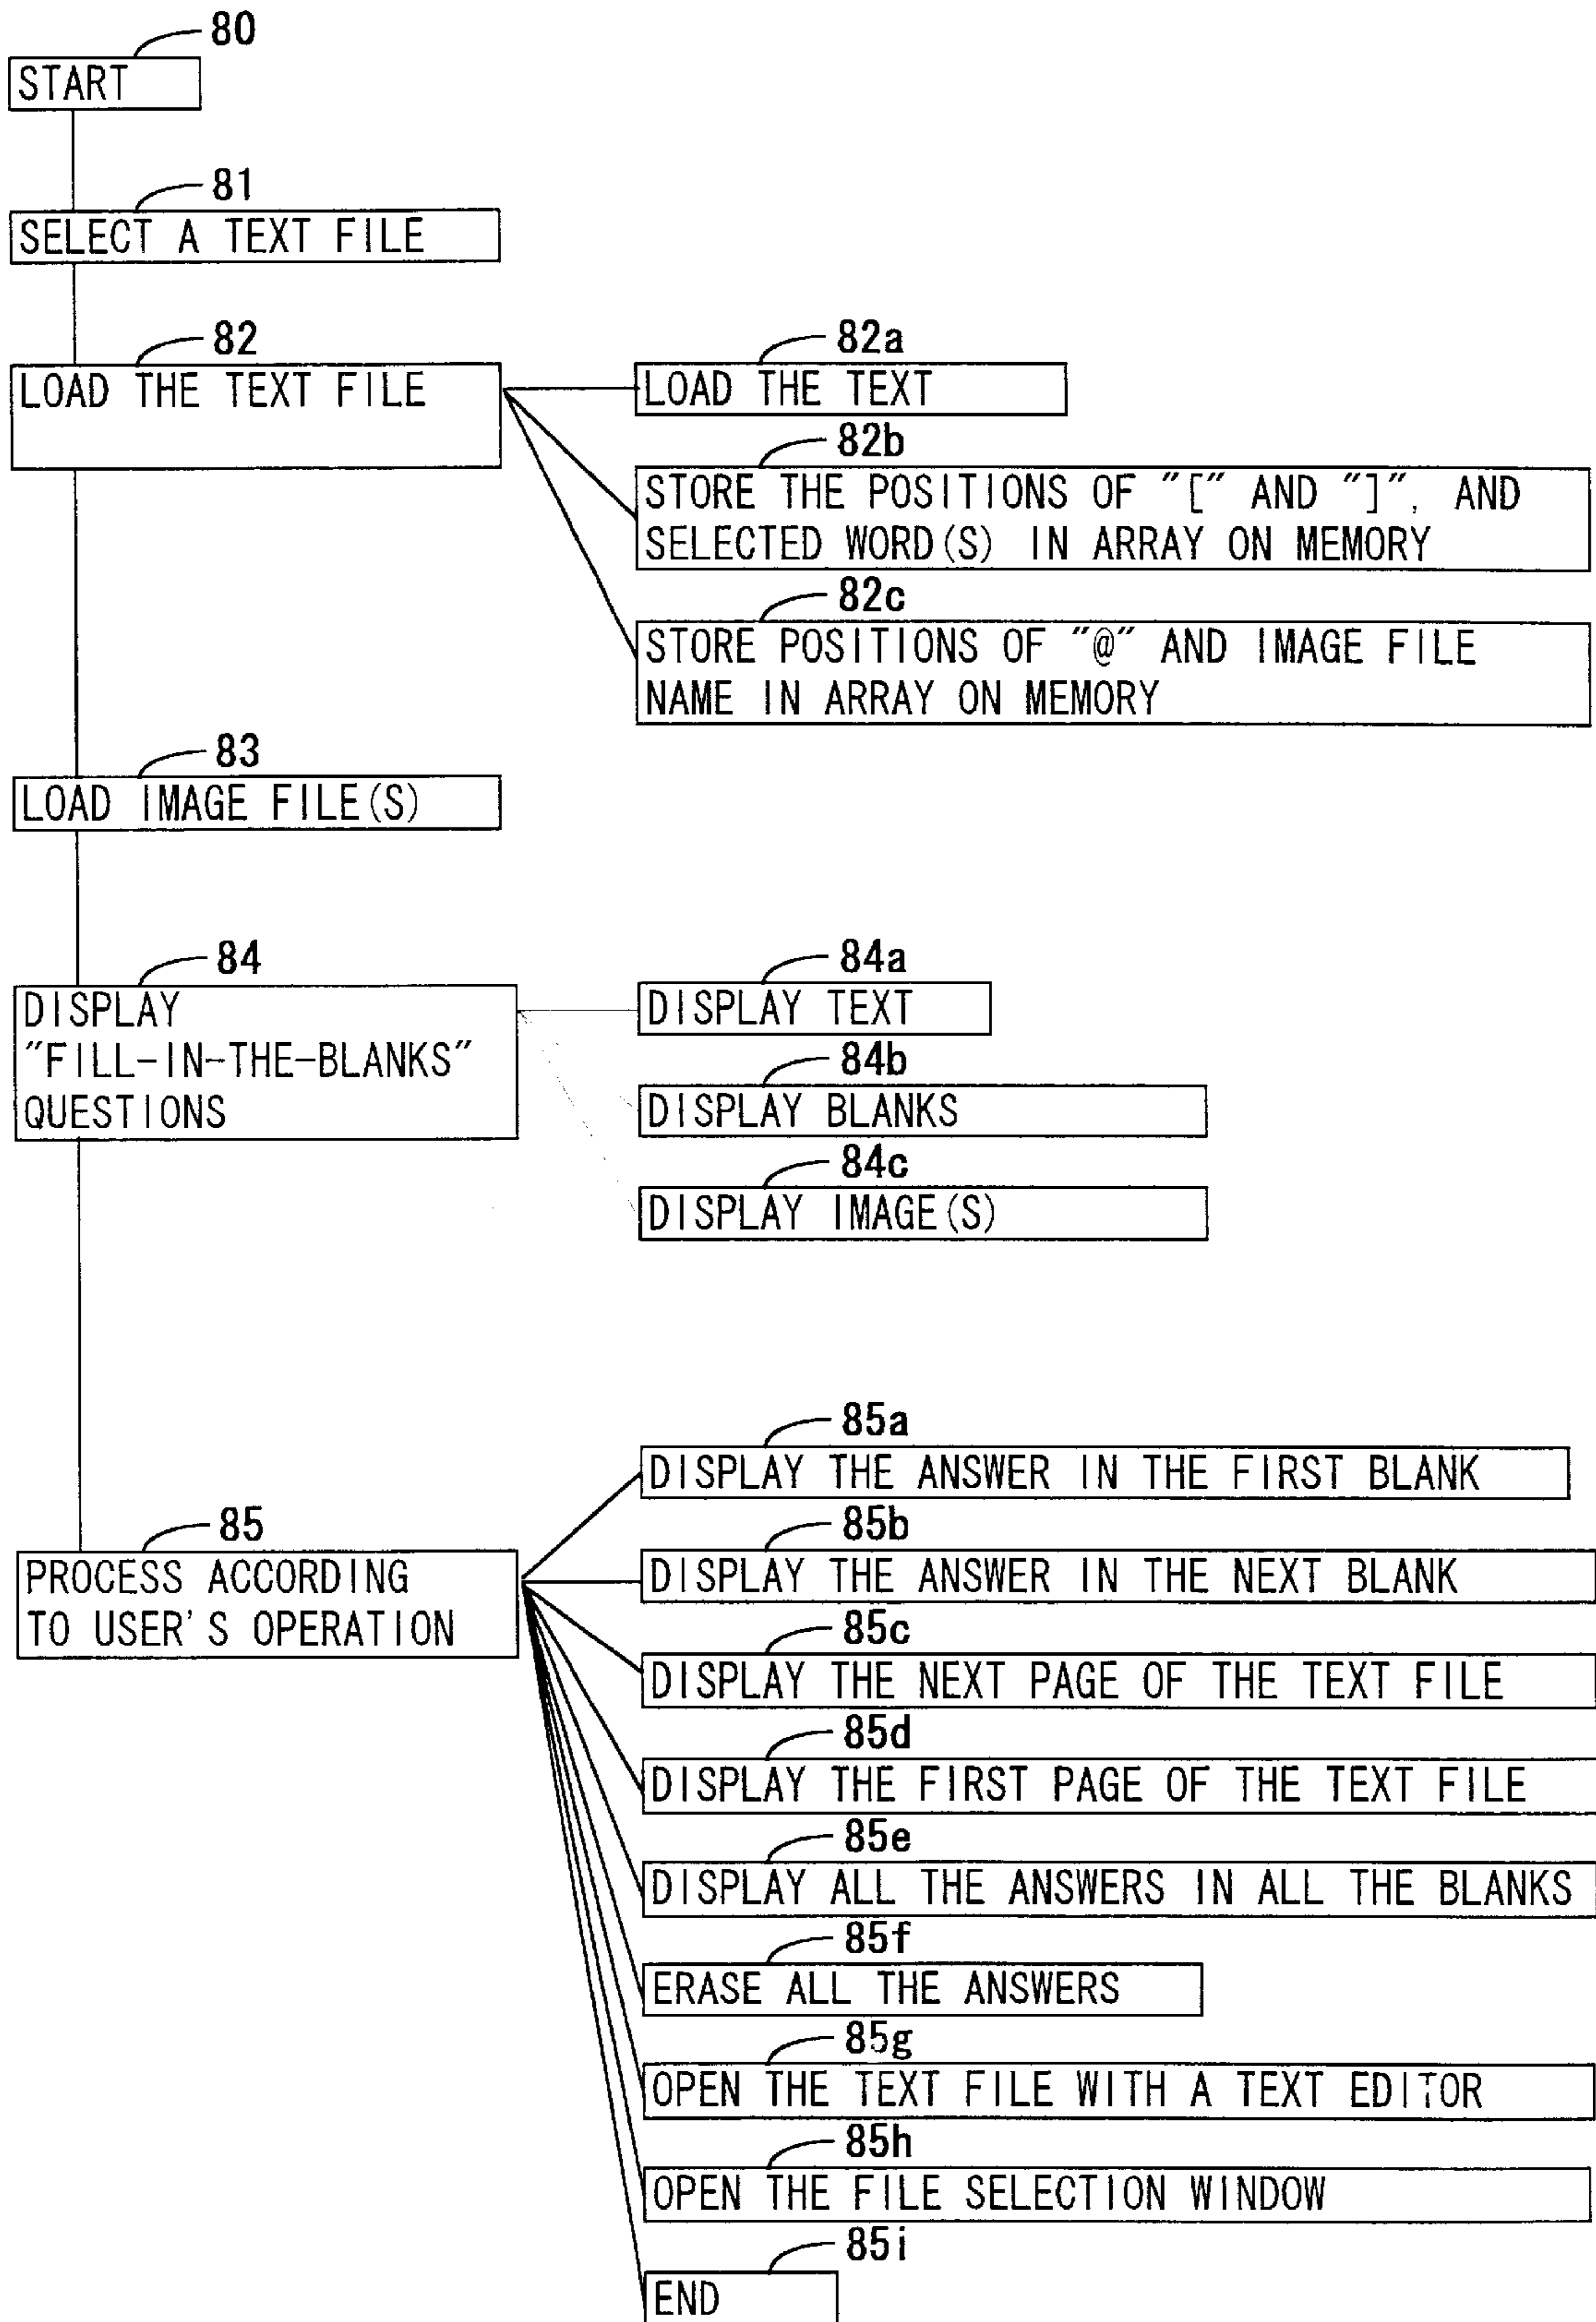 80
START
81
SELECT A TEXT FILE
82
LOAD THE TEXT FILE
82a
LOAD THE TEXT
82b
STORE THE POSITIONS OF "[" AND "]", AND
SELECTED WORD(S) IN ARRAY ON MEMORY
82c
STORE POSITIONS OF "@" AND IMAGE FILE
NAME IN ARRAY ON MEMORY
83
LOAD IMAGE FILE(S)
84
DISPLAY
"FILL-IN-THE-BLANKS"
QUESTIONS
84a
DISPLAY TEXT
84b
DISPLAY BLANKS
84c
DISPLAY IMAGE(S)
85
PROCESS ACCORDING
TO USER'S OPERATION
85a
DISPLAY THE ANSWER IN THE FIRST BLANK
85b
DISPLAY THE ANSWER IN THE NEXT BLANK
85c
DISPLAY THE NEXT PAGE OF THE TEXT FILE
85d
DISPLAY THE FIRST PAGE OF THE TEXT FILE
85e
DISPLAY ALL THE ANSWERS IN ALL THE BLANKS
85f
ERASE ALL THE ANSWERS
85g
OPEN THE TEXT FILE WITH A TEXT EDITOR
85h
OPEN THE FILE SELECTION WINDOW
85i
END